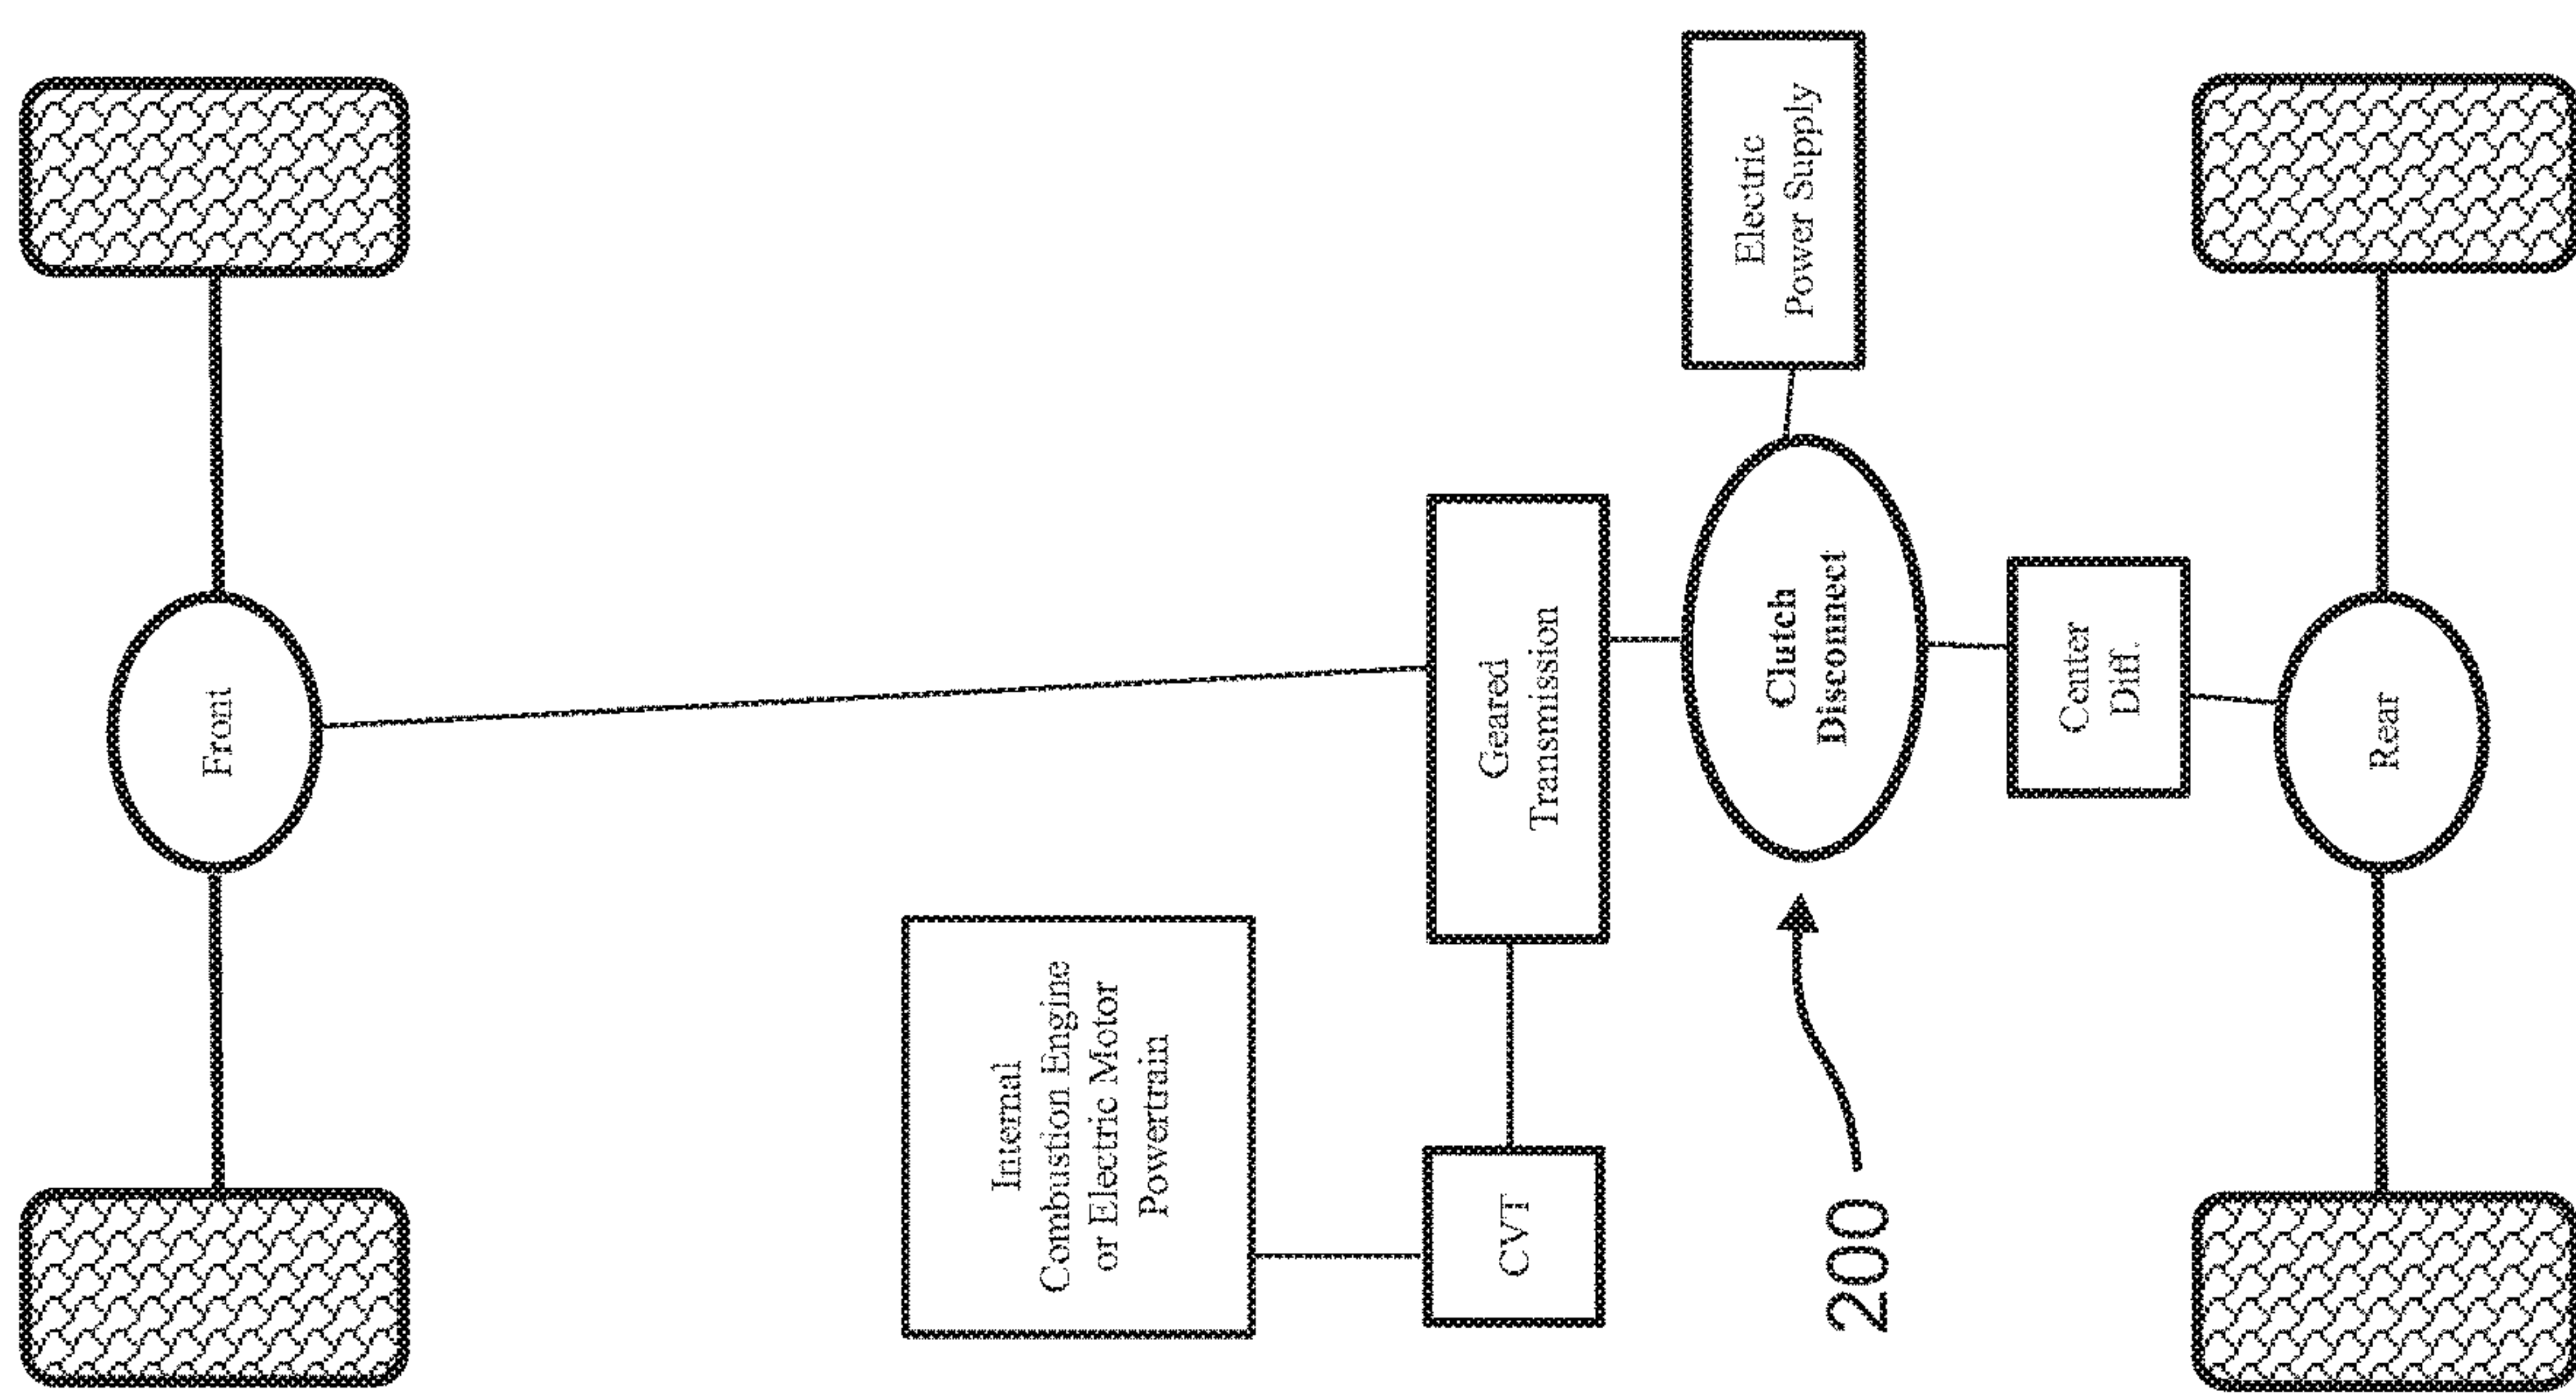 Front
Internal
Combustion Engine
or Electric Motor
Powertrain
CVT
Geared
Transmission
Electric
Power Supply
Clutch
Disconnect
200
Center
Diff.
Rear